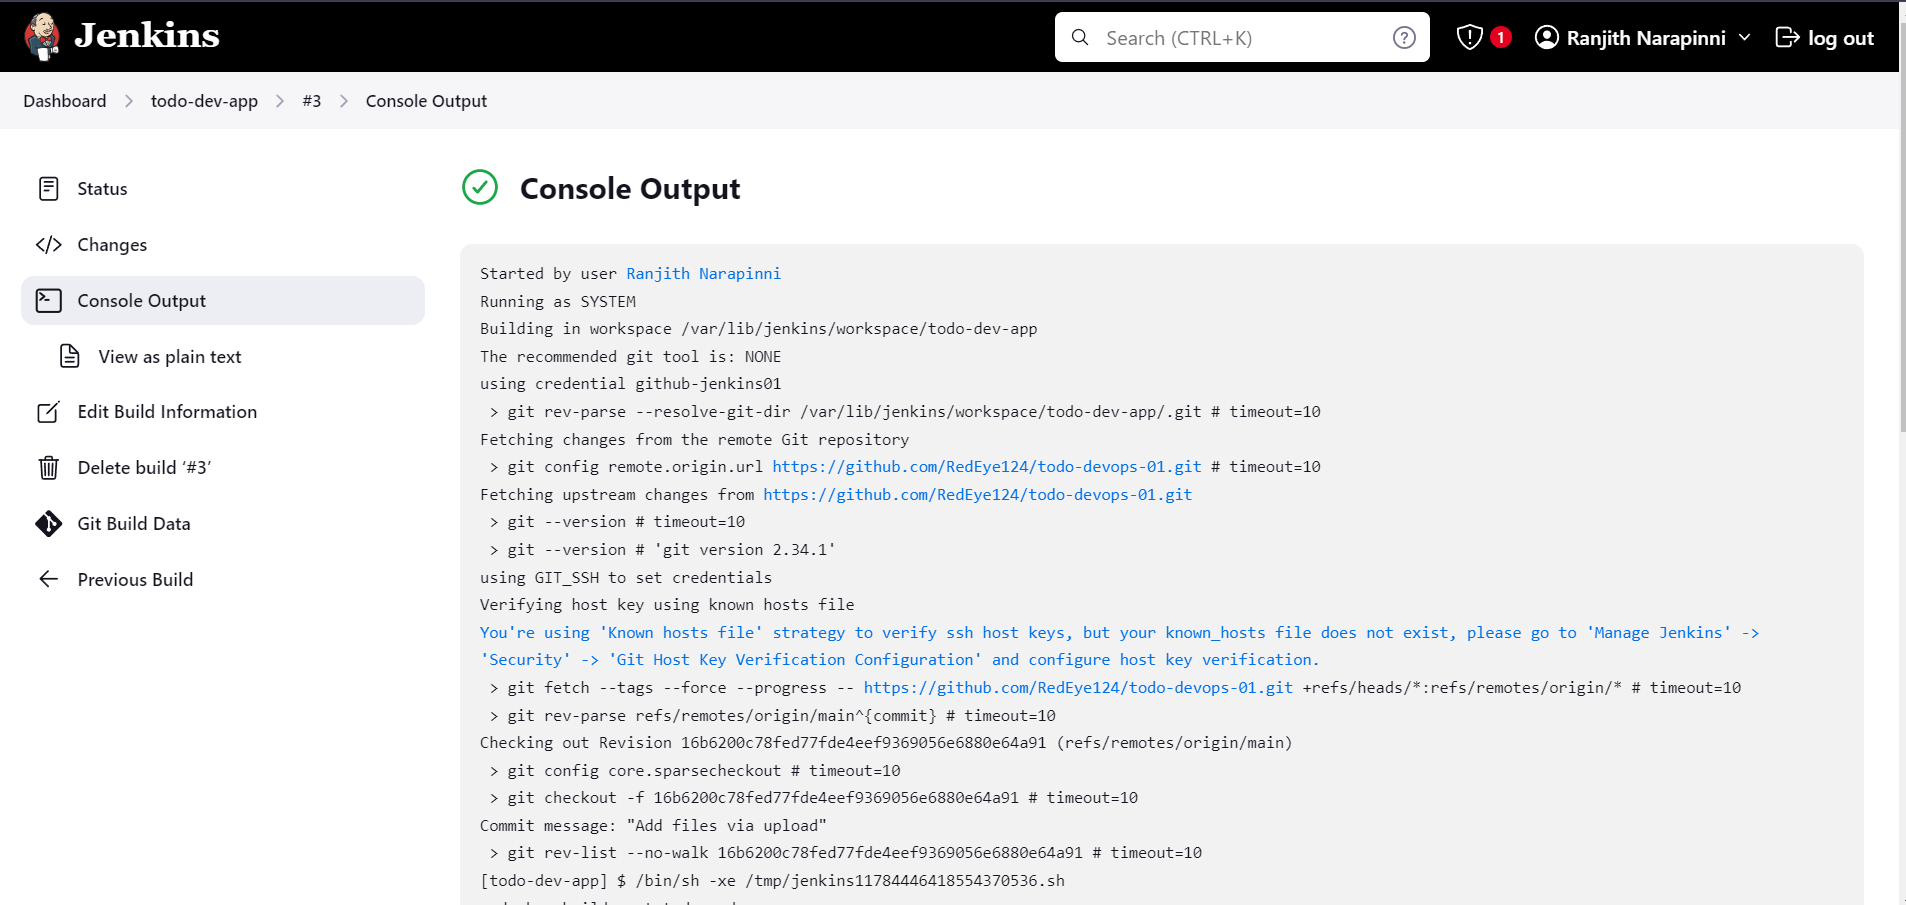 Jenkins
Search (CTRL+K)
?
1
Ranjith Narapinni
log out
Dashboard > todo-dev-app > #3 > Console Output
Status
Changes
Console Output
View as plain text
Edit Build Information
Delete build ‘#3’
Git Build Data
Previous Build
Console Output
Started by user Ranjith Narapinni
Running as SYSTEM
Building in workspace /var/lib/jenkins/workspace/todo-dev-app
The recommended git tool is: NONE
using credential github-jenkins01
> git rev-parse --resolve-git-dir /var/lib/jenkins/workspace/todo-dev-app/.git # timeout=10
Fetching changes from the remote Git repository
> git config remote.origin.url https://github.com/RedEye124/todo-devops-01.git # timeout=10
Fetching upstream changes from https://github.com/RedEye124/todo-devops-01.git
> git --version # timeout=10
> git --version # 'git version 2.34.1'
using GIT_SSH to set credentials
Verifying host key using known hosts file
You're using 'Known hosts file' strategy to verify ssh host keys, but your known_hosts file does not exist, please go to 'Manage Jenkins' ->
'Security' -> 'Git Host Key Verification Configuration' and configure host key verification.
> git fetch --tags --force --progress -- https://github.com/RedEye124/todo-devops-01.git +refs/heads/*:refs/remotes/origin/* # timeout=10
> git rev-parse refs/remotes/origin/main^{commit} # timeout=10
Checking out Revision 16b6200c78fed77fde4eef9369056e6880e64a91 (refs/remotes/origin/main)
> git config core.sparsecheckout # timeout=10
> git checkout -f 16b6200c78fed77fde4eef9369056e6880e64a91 # timeout=10
Commit message: "Add files via upload"
> git rev-list --no-walk 16b6200c78fed77fde4eef9369056e6880e64a91 # timeout=10
[todo-dev-app] $ /bin/sh -xe /tmp/jenkins11784446418554370536.sh